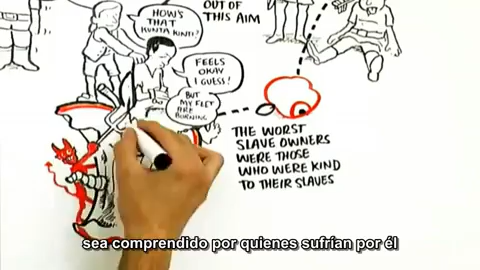 OUT OF
THIS AIM
HOW'S
THAT
KUNTA KINTE?
FEELS
OKAY
I GUESS!
BUT
MY FEET
ARE
BURNING
THE WORST
SLAVE OWNERS
WERE THOSE
WHO WERE KIND
TO THEIR SLAVES
sea comprendido por quienes sufrían por él